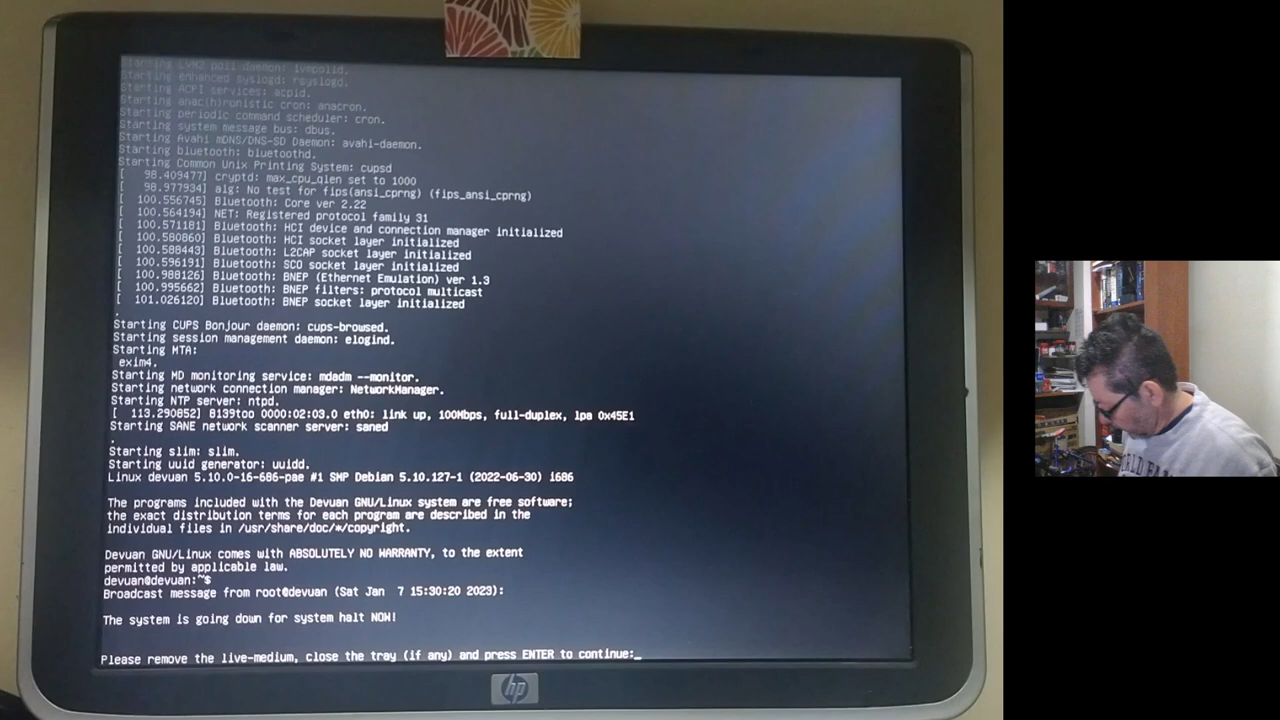 Starting LVM2 poll daemon: lvmpolld.
Starting enhanced syslogd: rsyslogd.
Starting ACPI services: acpid.
Starting anac(h)ronistic cron: anacron.
Starting periodic command scheduler: cron.
Starting system message bus: dbus.
Starting Avahi mDNS/DNS-SD Daemon: avahi-daemon.
Starting bluetooth: bluetoothd.
Starting Common Unix Printing System: cupsd
[   98.409477] cryptd: max_cpu_qlen set to 1000
[   98.977934] alg: No test for fips(ansi_cprng) (fips_ansi_cprng)
[  100.556745] Bluetooth: Core ver 2.22
[  100.564194] NET: Registered protocol family 31
[  100.571181] Bluetooth: HCI device and connection manager initialized
[  100.580860] Bluetooth: HCI socket layer initialized
[  100.588443] Bluetooth: L2CAP socket layer initialized
[  100.596191] Bluetooth: SCO socket layer initialized
[  100.988126] Bluetooth: BNEP (Ethernet Emulation) ver 1.3
[  100.995662] Bluetooth: BNEP filters: protocol multicast
[  101.026120] Bluetooth: BNEP socket layer initialized
.
Starting CUPS Bonjour daemon: cups-browsed.
Starting session management daemon: elogind.
Starting MTA:
 exim4.
Starting MD monitoring service: mdadm --monitor.
Starting network connection manager: NetworkManager.
Starting NTP server: ntpd.
[  113.290852] 8139too 0000:02:03.0 eth0: link up, 100Mbps, full-duplex, lpa 0x45E1
Starting SANE network scanner server: saned
.
Starting slim: slim.
Starting uuid generator: uuidd.
Linux devuan 5.10.0-16-686-pae #1 SMP Debian 5.10.127-1 (2022-06-30) i686
The programs included with the Devuan GNU/Linux system are free software;
the exact distribution terms for each program are described in the
individual files in /usr/share/doc/*/copyright.
Devuan GNU/Linux comes with ABSOLUTELY NO WARRANTY, to the extent
permitted by applicable law.
devuan@devuan:~$
Broadcast message from root@devuan (Sat Jan  7 15:30:20 2023):
The system is going down for system halt NOW!
Please remove the live-medium, close the tray (if any) and press ENTER to continue:_
hp